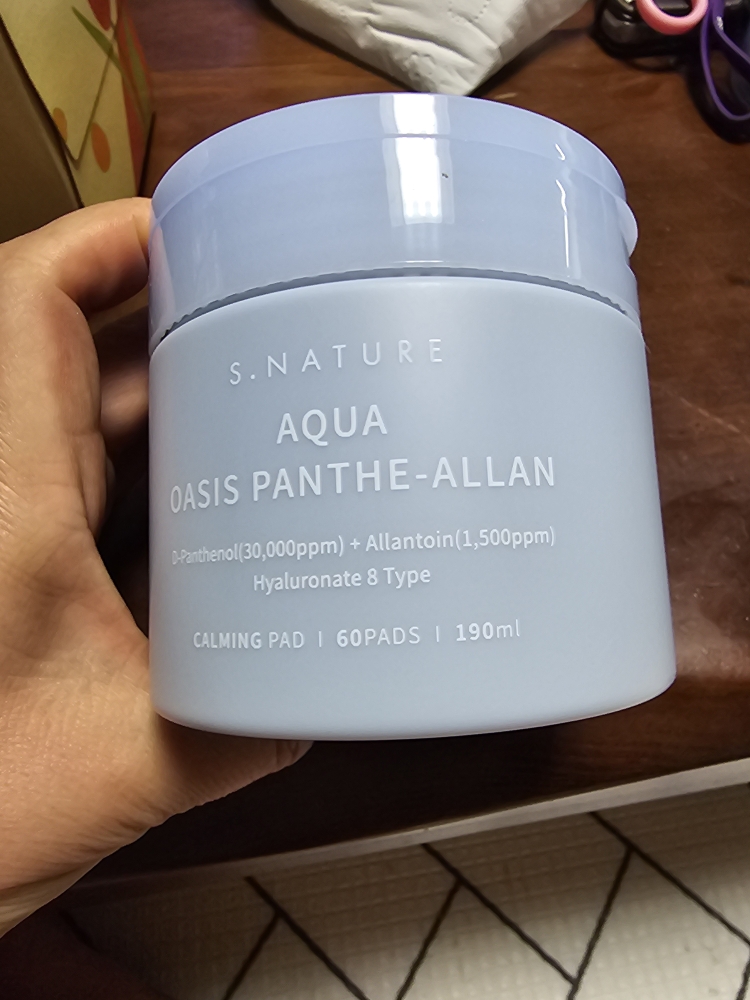 S.NATURE
AQUA
OASIS PANTHE-ALLAN
D-Panthenol(30,000ppm) + Allantoin(1,500ppm)
Hyaluronate 8 Type
CALMING PAD I 60PADS I 190ml